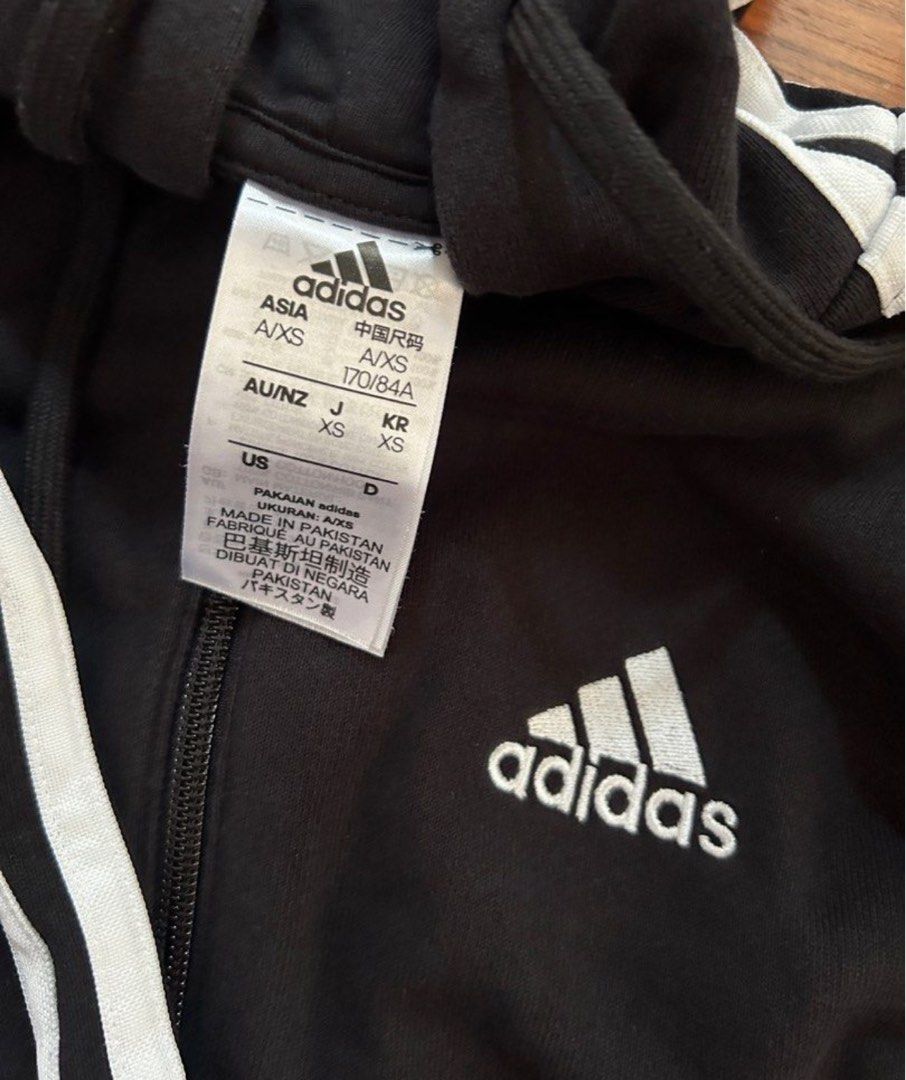 adidas
ASIA 中国尺码
A/XS A/XS
170/84A
AU/NZ J KR
XS XS
US D
PAKAIAN adidas
UKURAN: A/XS
MADE IN PAKISTAN
FABRIQUÉ AU PAKISTAN
巴基斯坦制造
DIBUAT DI NEGARA
PAKISTAN
パキスタン製
adidas